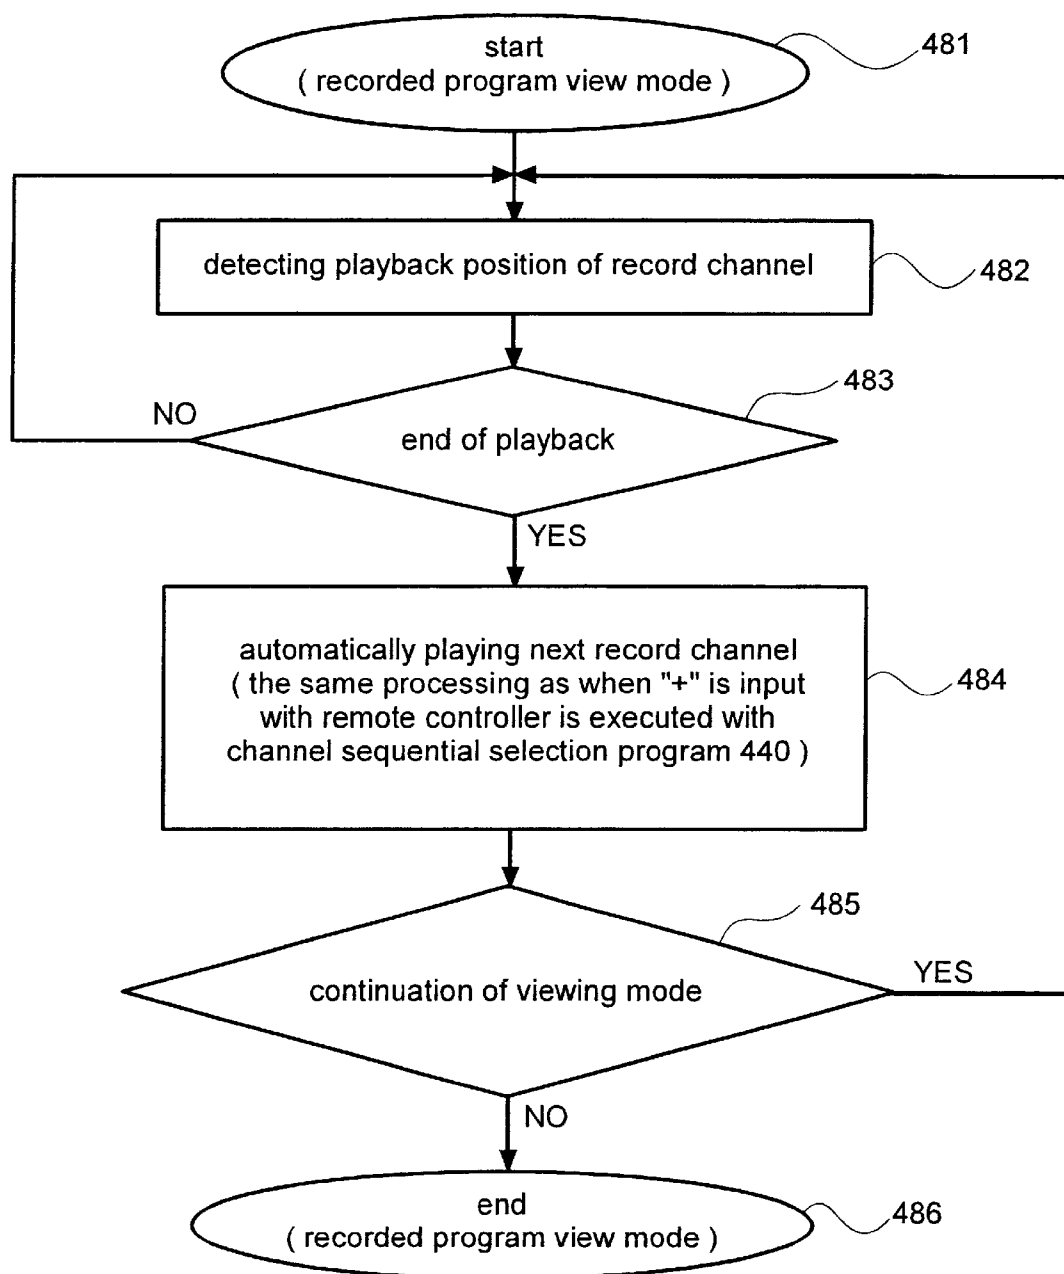 start
( recorded program view mode )
481
detecting playback position of record channel
482
483
NO
end of playback
YES
automatically playing next record channel
( the same processing as when "+" is input
with remote controller is executed with
channel sequential selection program 440 )
484
485
YES
continuation of viewing mode
NO
end
( recorded program view mode )
486